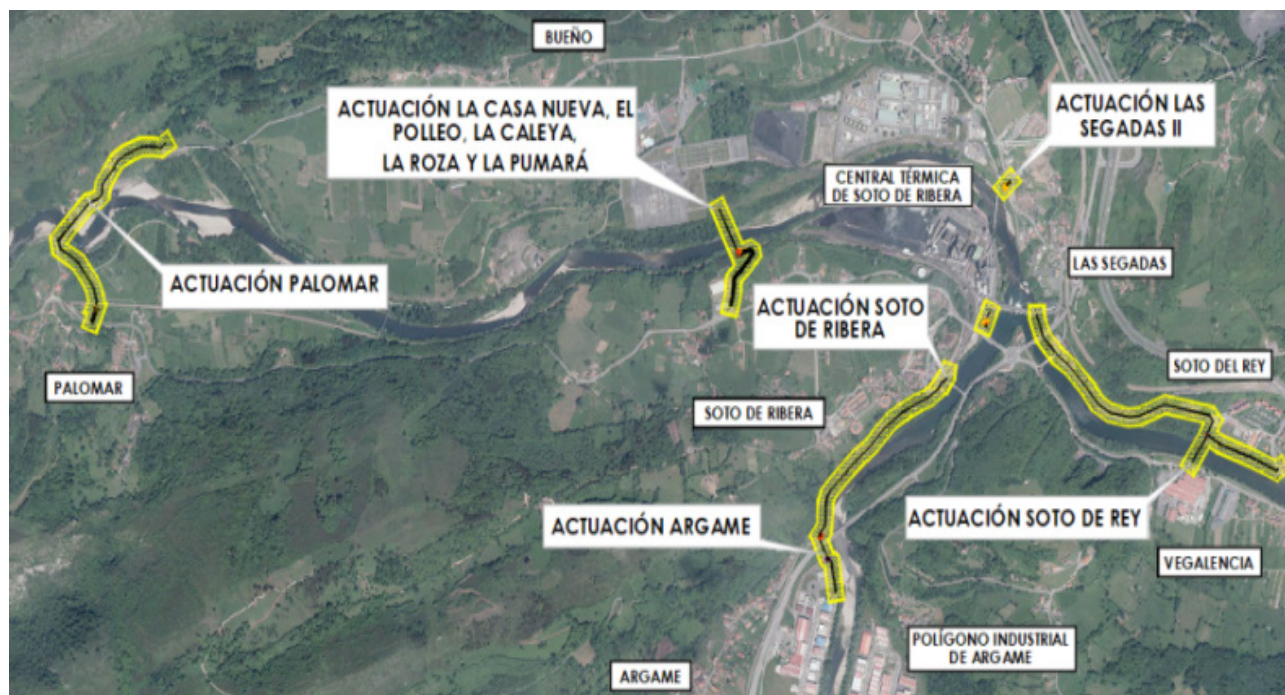 BUEÑO
ACTUACIÓN LA CASA NUEVA, EL
POLLEO, LA CALEYA,
LA ROZA Y LA PUMARÁ
ACTUACIÓN LAS
SEGADAS II
CENTRAL TÉRMICA
DE SOTO DE RIBERA
LAS SEGADAS
ACTUACIÓN PALOMAR
ACTUACIÓN SOTO
DE RIBERA
SOTO DEL REY
PALOMAR
SOTO DE RIBERA
ACTUACIÓN ARGAME
ACTUACIÓN SOTO DE REY
VEGALENCIA
POLÍGONO INDUSTRIAL
DE ARGAME
ARGAME